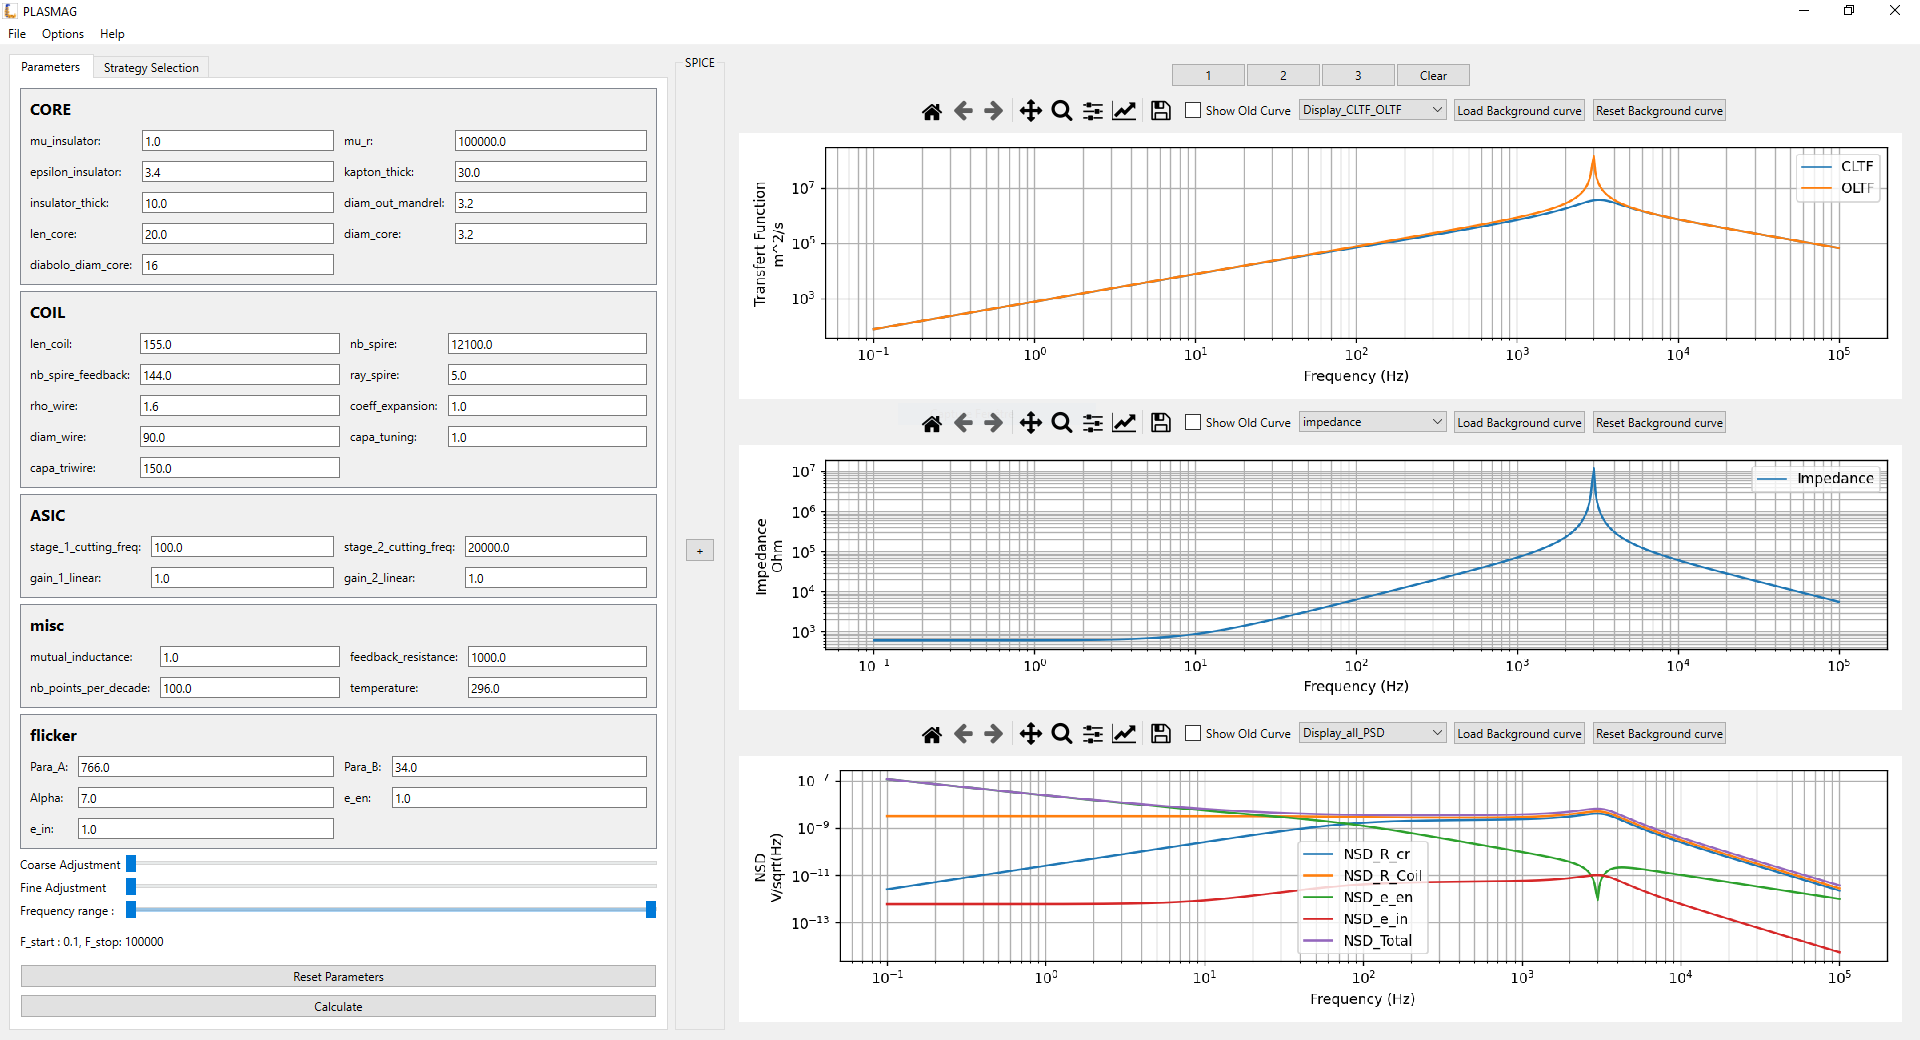 PLASMAG
File Options Help
Parameters Strategy Selection
CORE
mu_insulator: 1.0 mu_r: 100000.0
epsilon_insulator: 3.4 kapton_thick: 30.0
insulator_thick: 10.0 diam_out_mandrel: 3.2
len_core: 20.0 diam_core: 3.2
diabolo_diam_core: 16
COIL
len_coil: 155.0 nb_spire: 12100.0
nb_spire_feedback: 144.0 ray_spire: 5.0
rho_wire: 1.6 coeff_expansion: 1.0
diam_wire: 90.0 capa_tuning: 1.0
capa_triwire: 150.0
ASIC
stage_1_cutting_freq: 100.0 stage_2_cutting_freq: 20000.0
gain_1_linear: 1.0 gain_2_linear: 1.0
misc
mutual_inductance: 1.0 feedback_resistance: 1000.0
nb_points_per_decade: 100.0 temperature: 296.0
flicker
Para_A: 766.0 Para_B: 34.0
Alpha: 7.0 e_en: 1.0
e_in: 1.0
Coarse Adjustment
Fine Adjustment
Frequency range :
F_start : 0.1, F_stop: 100000
Reset Parameters
Calculate
SPICE
+
1 2 3 Clear
Show Old Curve Display_CLTF_OLTF Load Background curve Reset Background curve
Transfert Function
m^2/s
10^7
10^5
10^3
CLTF
OLTF
10^-1 10^0 10^1 10^2 10^3 10^4 10^5
Frequency (Hz)
Show Old Curve impedance Load Background curve Reset Background curve
Impedance
Ohm
10^7
10^6
10^5
10^4
10^3
Impedance
10^-1 10^0 10^1 10^2 10^3 10^4 10^5
Frequency (Hz)
Show Old Curve Display_all_PSD Load Background curve Reset Background curve
NSD
V/sqrt(Hz)
10^-7
10^-9
10^-11
10^-13
NSD_R_cr
NSD_R_Coil
NSD_e_en
NSD_e_in
NSD_Total
10^-1 10^0 10^1 10^2 10^3 10^4 10^5
Frequency (Hz)